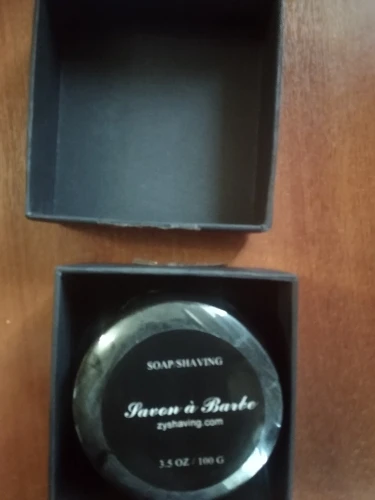 SOAP/SHAVING
Savon à Barbe
zyshaving.com
3.5 OZ / 100 G